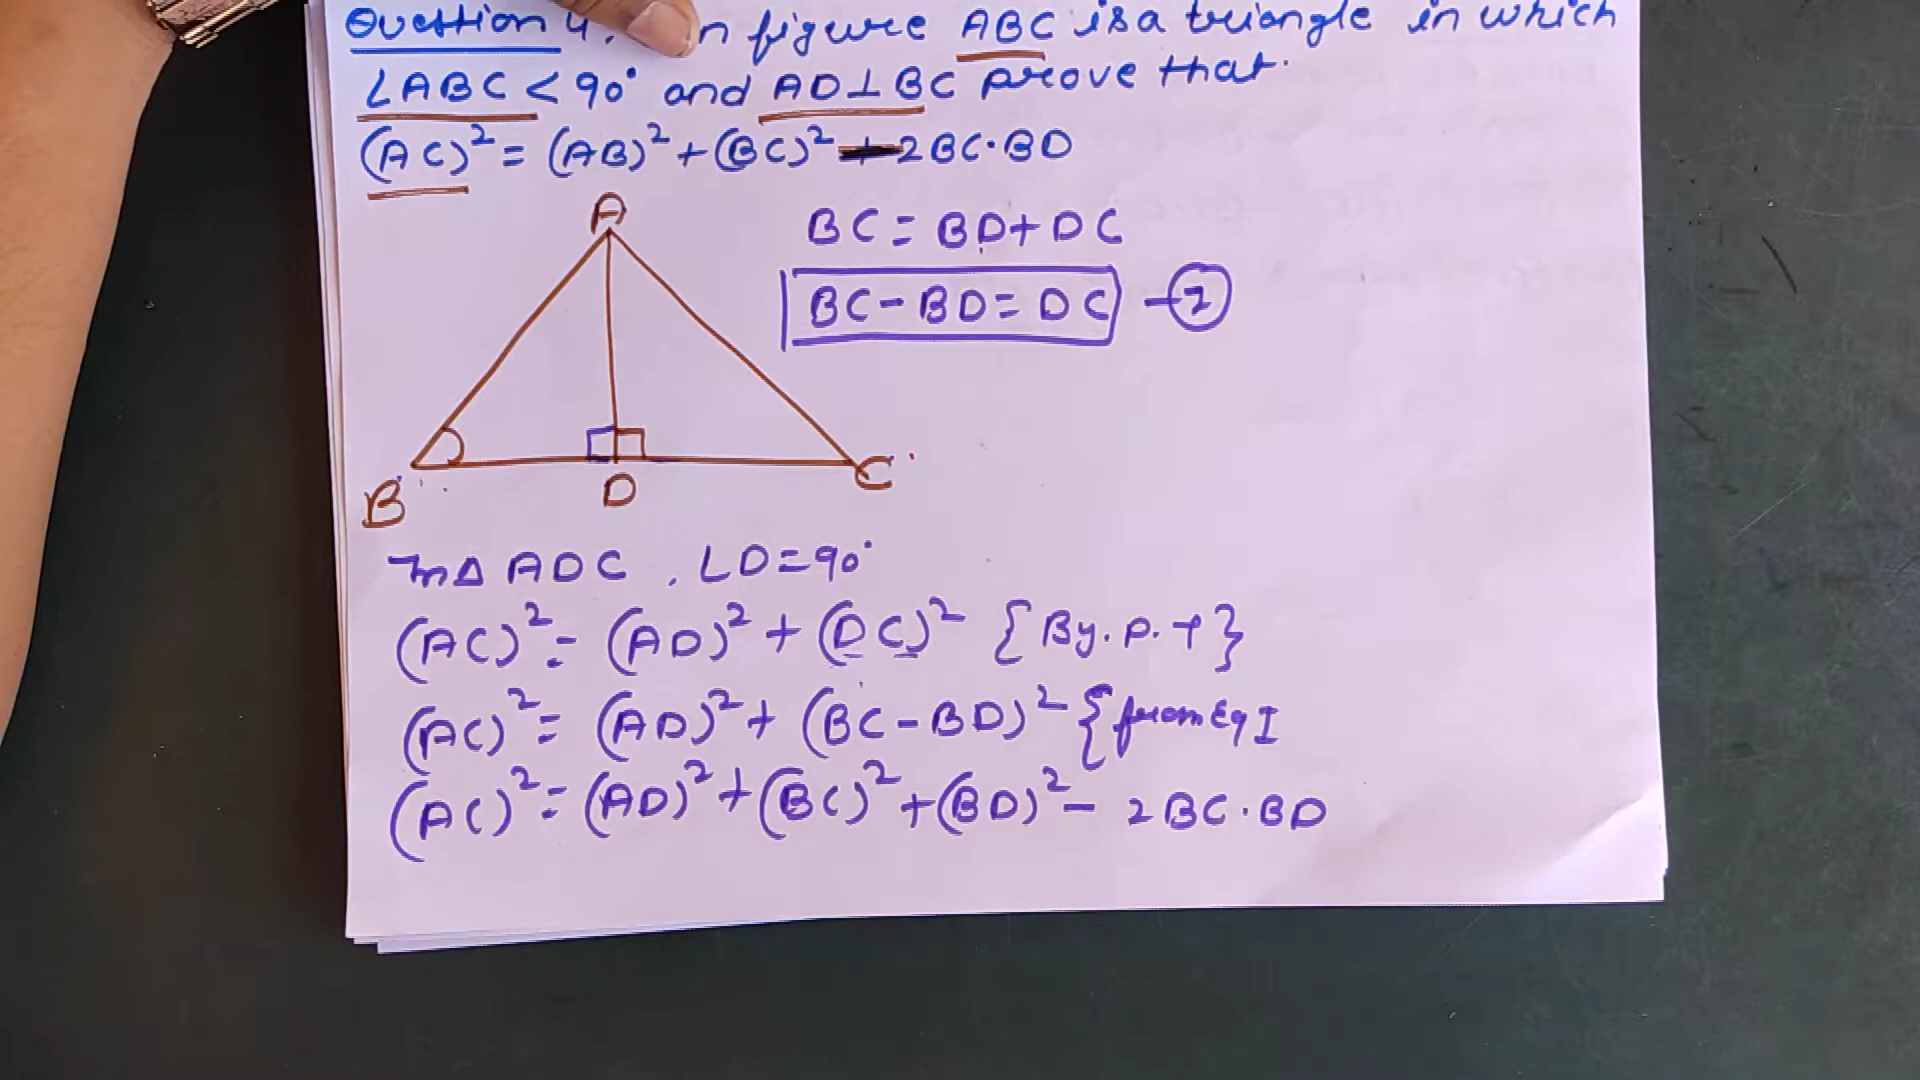 Question 4. n figure ABC is a triangle in which
∠ABC < 90° and AD⊥BC prove that.
(AC)² = (AB)² + (BC)² - 2BC·BD
A
BC = BD + DC
BC - BD = DC - 1
B
D
C
In Δ ADC, ∠D = 90°
(AC)² = (AD)² + (DC)² {By. P. T}
(AC)² = (AD)² + (BC - BD)² {from Eq I
(AC)² = (AD)² + (BC)² + (BD)² - 2BC·BD